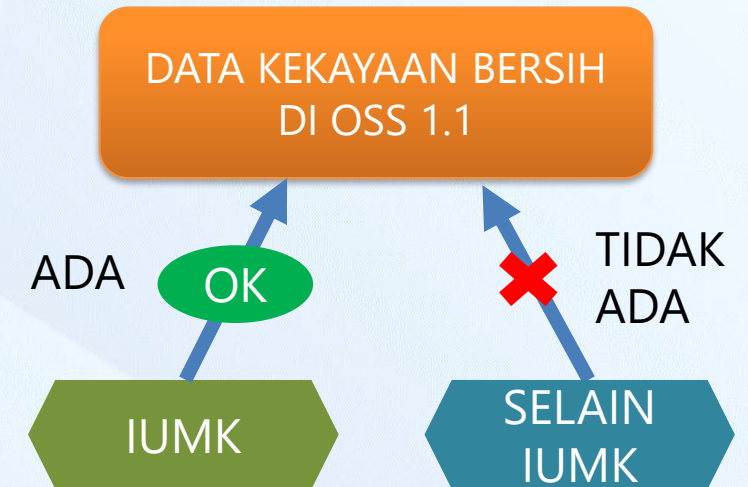 DATA KEKAYAAN BERSIH
DI OSS 1.1
ADA
OK
TIDAK
ADA
IUMK
SELAIN
IUMK